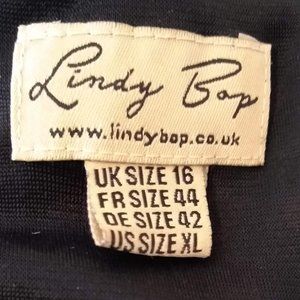 Lindy Bop
www.lindybop.co.uk
UK SIZE 16
FR SIZE 44
DE SIZE 42
US SIZE XL